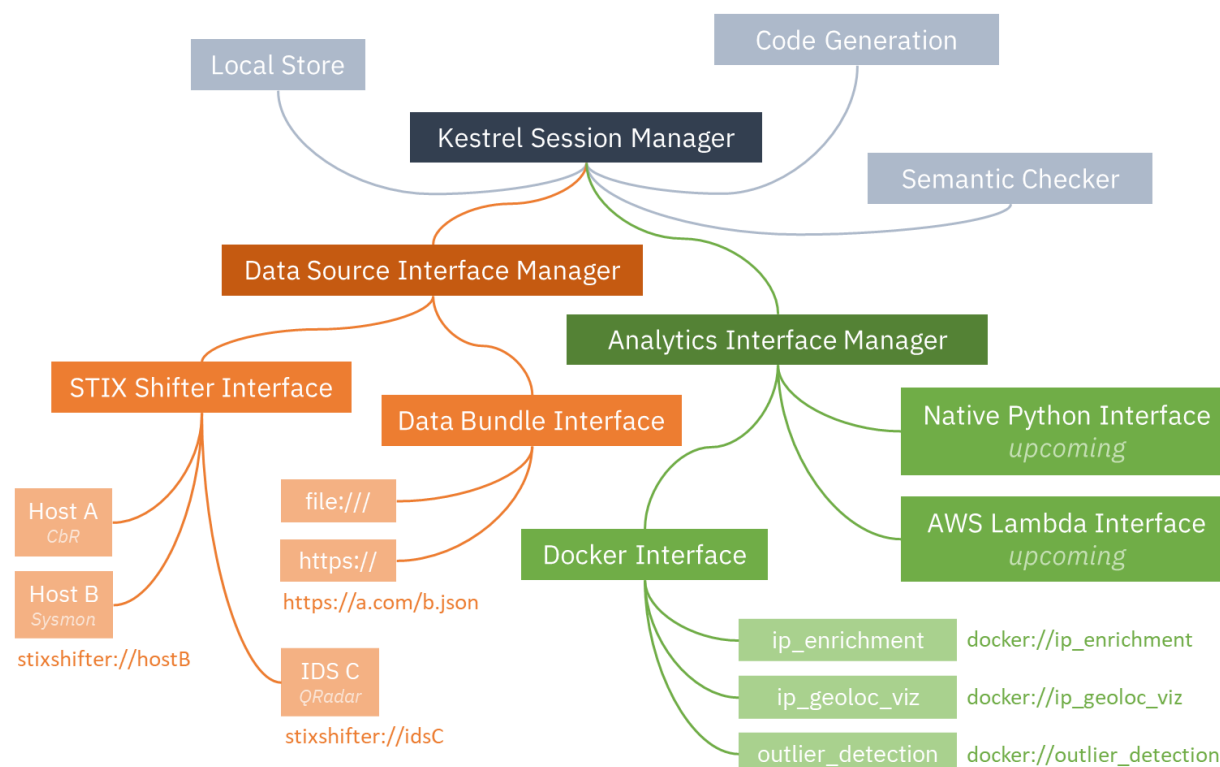 Code Generation
Local Store
Kestrel Session Manager
Semantic Checker
Data Source Interface Manager
Analytics Interface Manager
STIX Shifter Interface
Data Bundle Interface
Native Python Interface
upcoming
Host A
CbR
file:///
AWS Lambda Interface
upcoming
https://
Docker Interface
Host B
Sysmon
https://a.com/b.json
stixshifter://hostB
ip_enrichment
docker://ip_enrichment
IDS C
QRadar
ip_geoloc_viz
docker://ip_geoloc_viz
stixshifter://idsC
outlier_detection
docker://outlier_detection